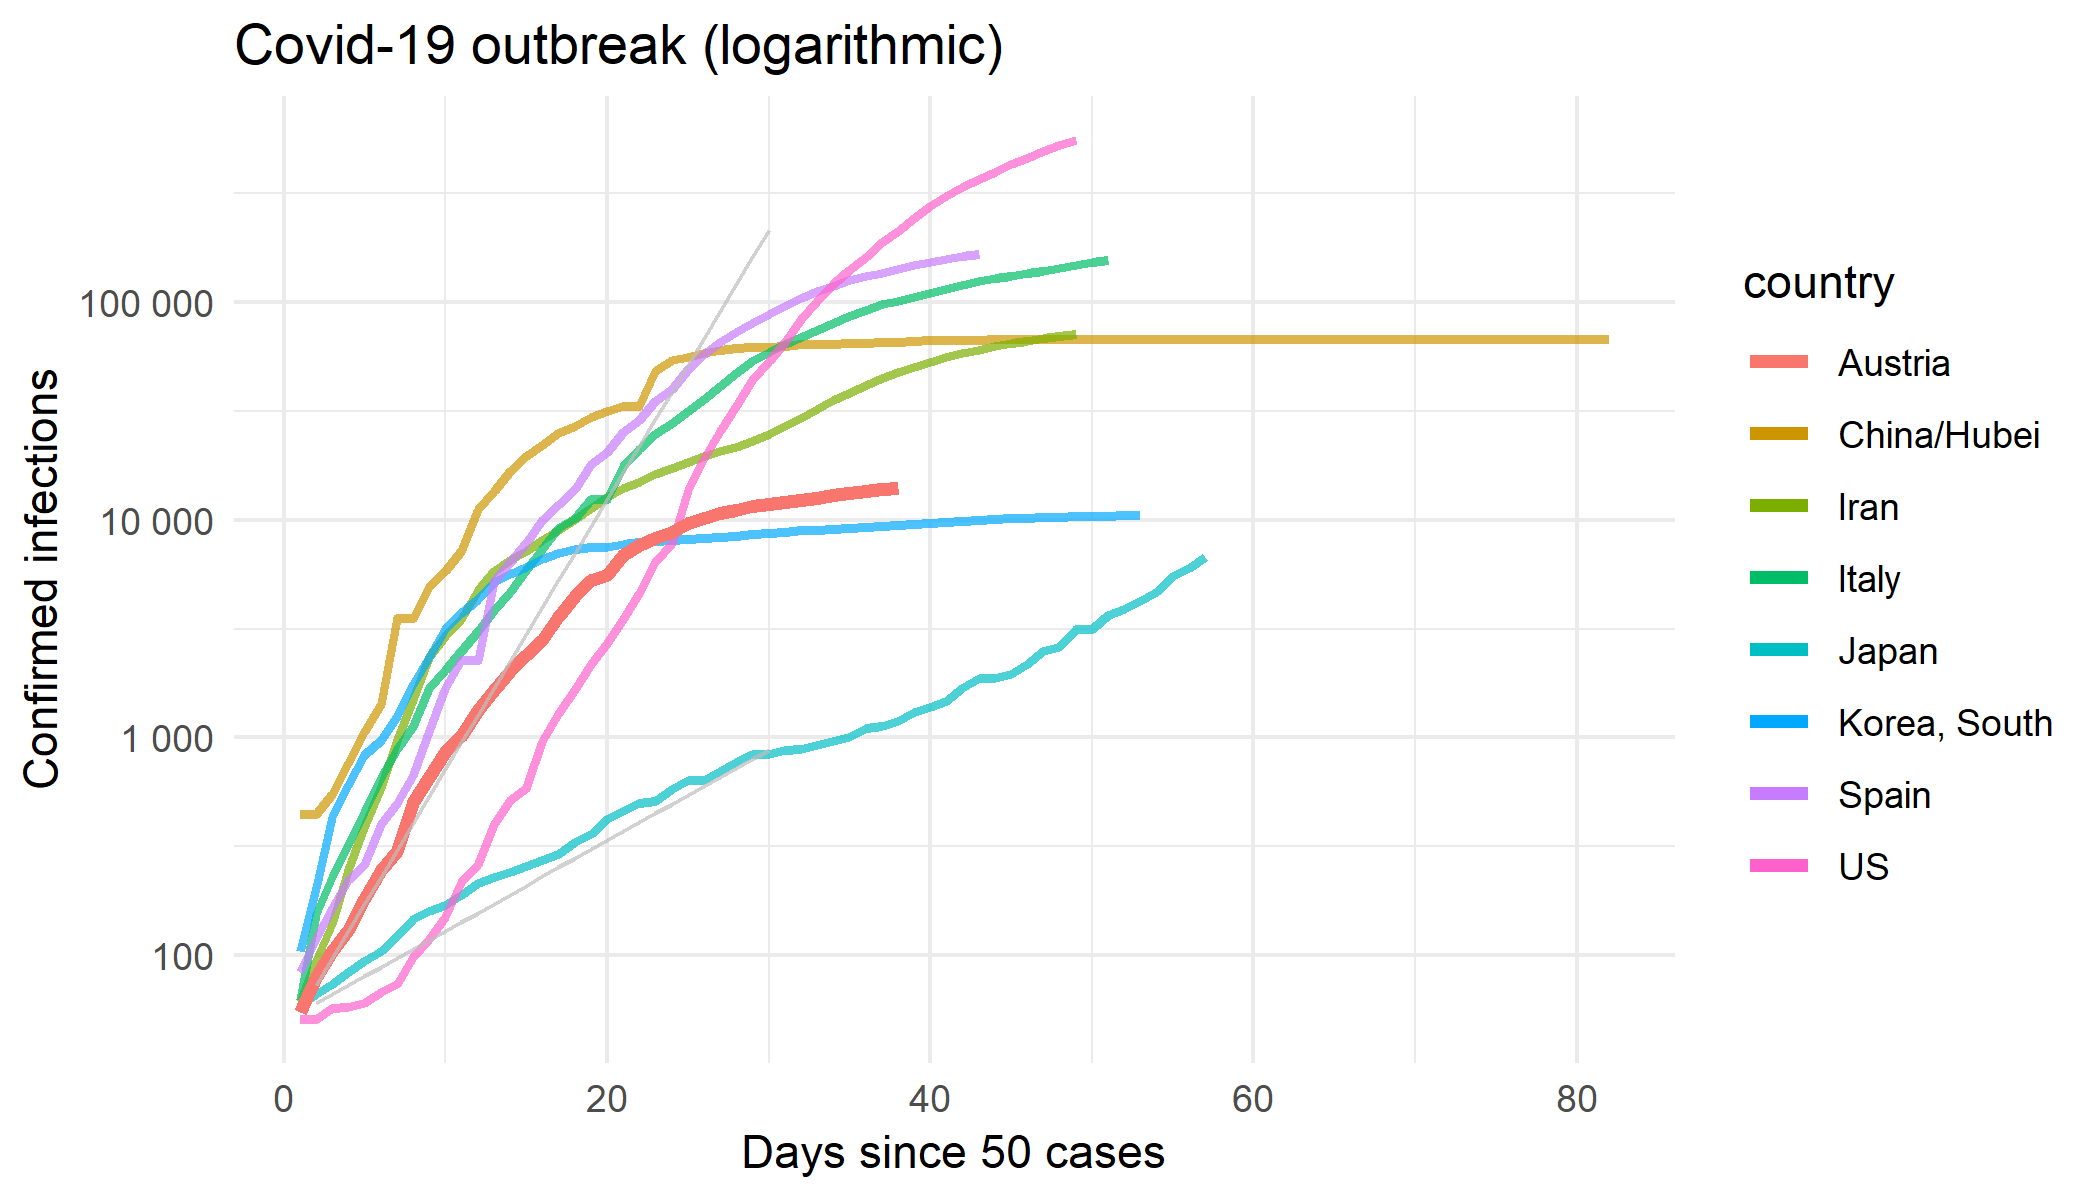 Covid-19 outbreak (logarithmic)
Confirmed infections
100 000
10 000
1 000
100
0
20
40
60
80
Days since 50 cases
country
Austria
China/Hubei
Iran
Italy
Japan
Korea, South
Spain
US